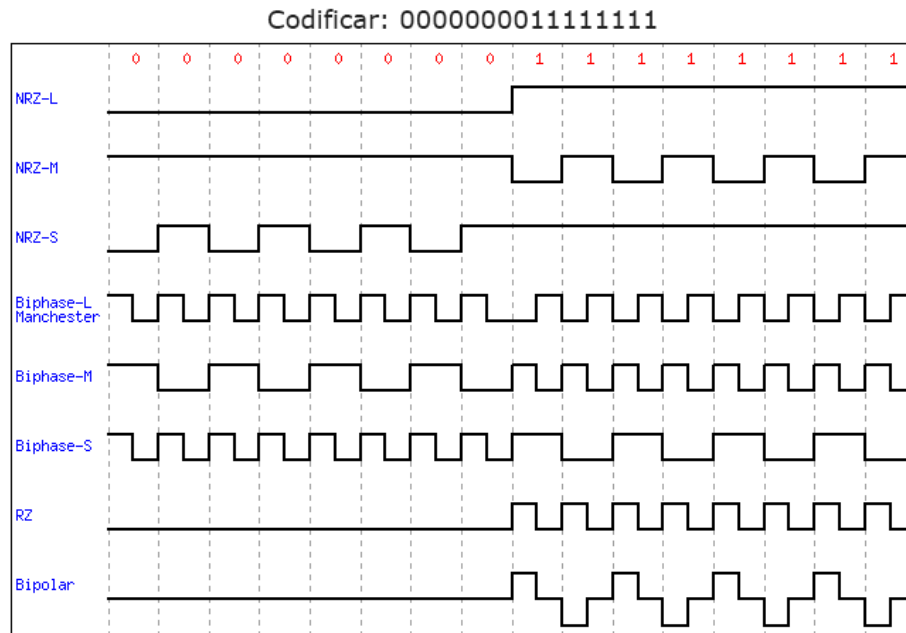 Codificar: 0000000011111111
0 0 0 0 0 0 0 0 1 1 1 1 1 1 1 1
NRZ-L
NRZ-M
NRZ-S
Biphase-L
Manchester
Biphase-M
Biphase-S
RZ
Bipolar